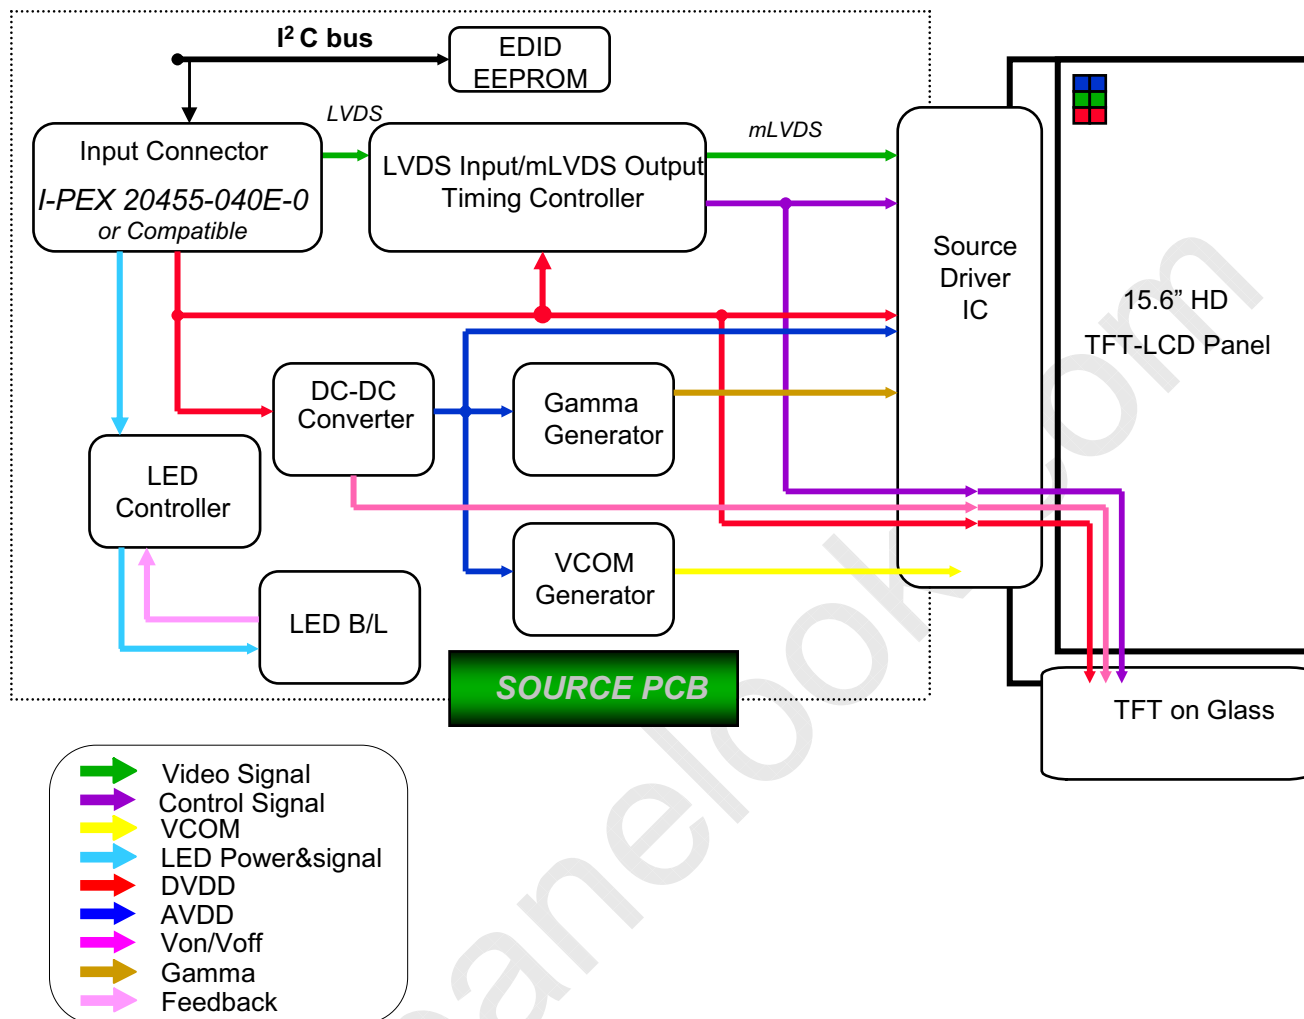 I² C bus
EDID
EEPROM
LVDS
mLVDS
Input Connector
I-PEX 20455-040E-0
or Compatible
LVDS Input/mLVDS Output
Timing Controller
Source
Driver
IC
15.6” HD
TFT-LCD Panel
DC-DC
Converter
Gamma
Generator
LED
Controller
VCOM
Generator
LED B/L
SOURCE PCB
TFT on Glass
Video Signal
Control Signal
VCOM
LED Power&signal
DVDD
AVDD
Von/Voff
Gamma
Feedback
panelook.com